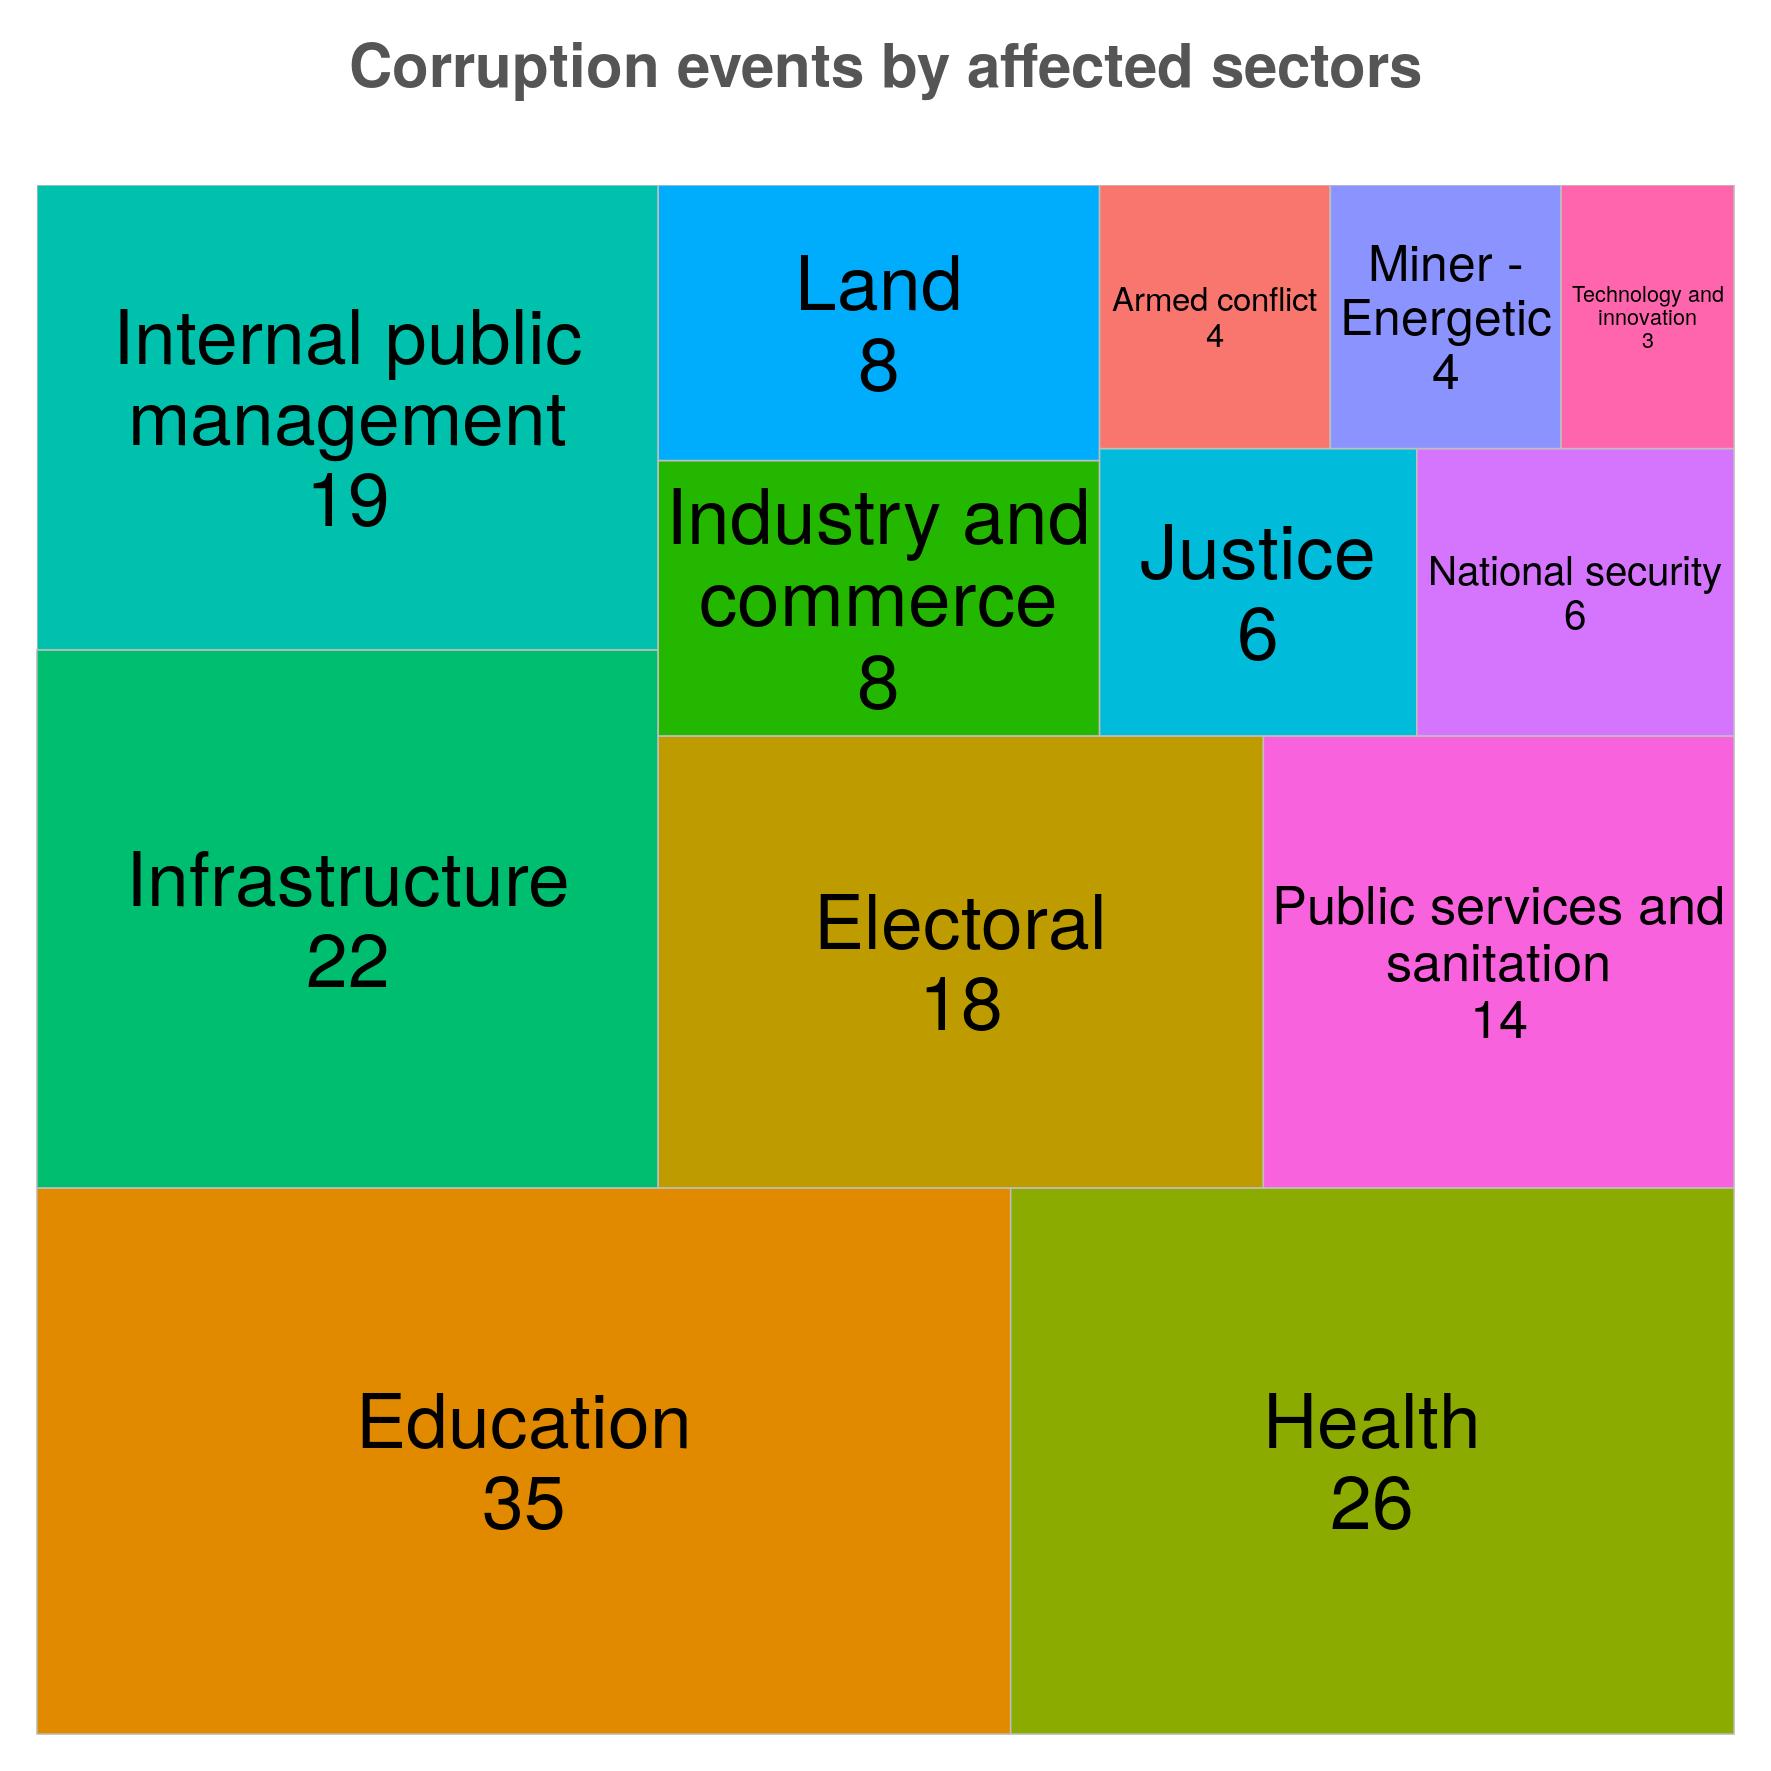 Corruption events by affected sectors
Internal public
management
19
Land
8
Armed conflict
4
Miner -
Energetic
4
Technology and
innovation
3
Industry and
commerce
8
Justice
6
National security
6
Infrastructure
22
Electoral
18
Public services and
sanitation
14
Education
35
Health
26